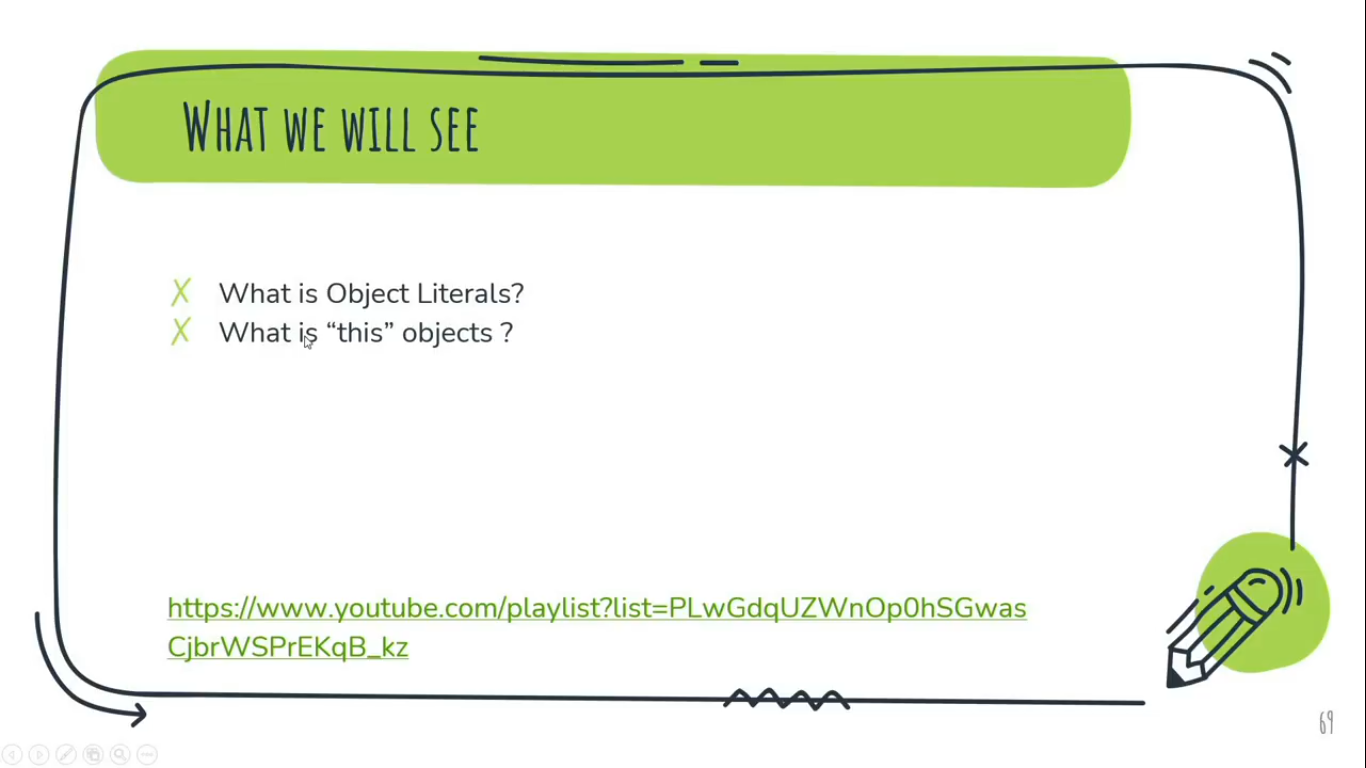 What we will see
What is Object Literals?
What is “this” objects ?
https://www.youtube.com/playlist?list=PLwGdqUZWnOp0hSGwas
CjbrWSPrEKqB_kz
69